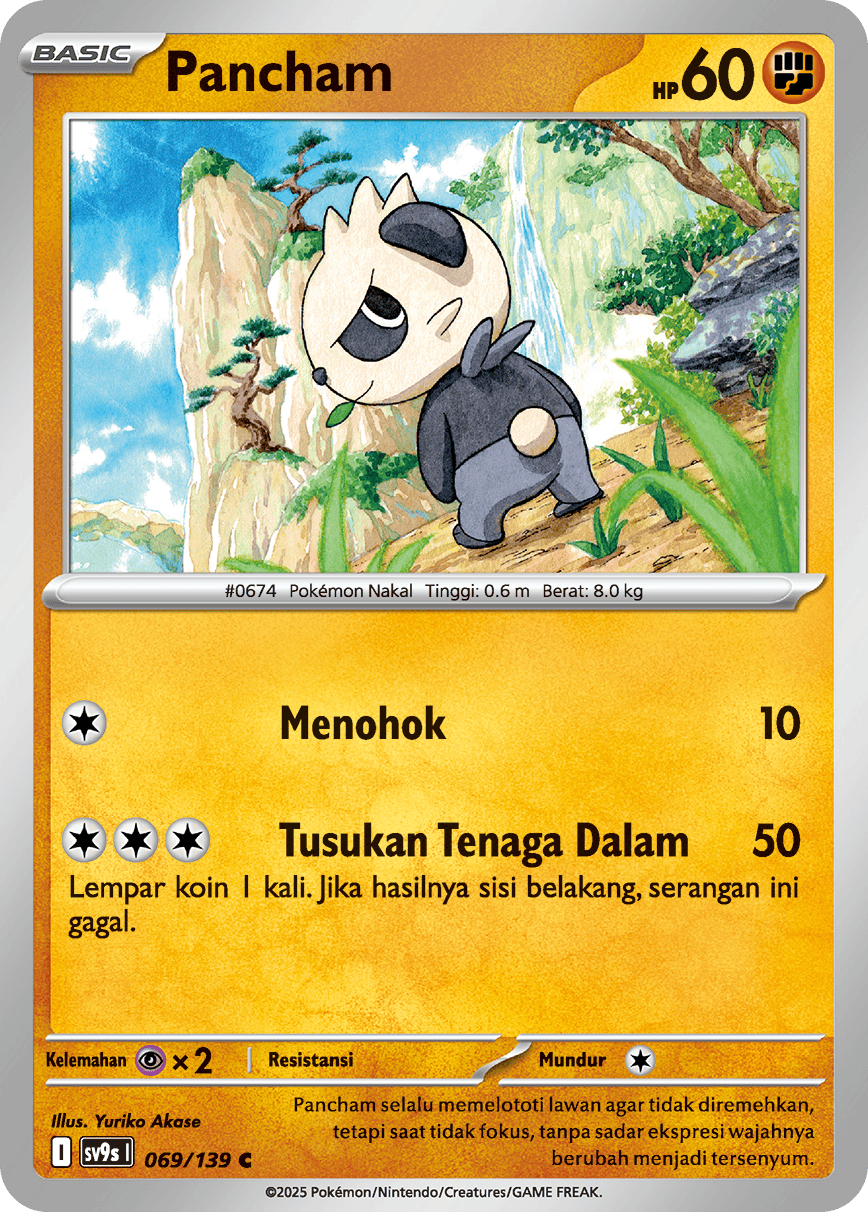 BASIC
Pancham
HP 60
#0674 Pokémon Nakal Tinggi: 0.6 m Berat: 8.0 kg
Menohok 10
Tusukan Tenaga Dalam 50
Lempar koin 1 kali. Jika hasilnya sisi belakang, serangan ini
gagal.
Kelemahan ×2 Resistansi Mundur
Illus. Yuriko Akase
Pancham selalu memelototi lawan agar tidak diremehkan,
tetapi saat tidak fokus, tanpa sadar ekspresi wajahnya
berubah menjadi tersenyum.
I sv9s I 069/139 C
©2025 Pokémon/Nintendo/Creatures/GAME FREAK.